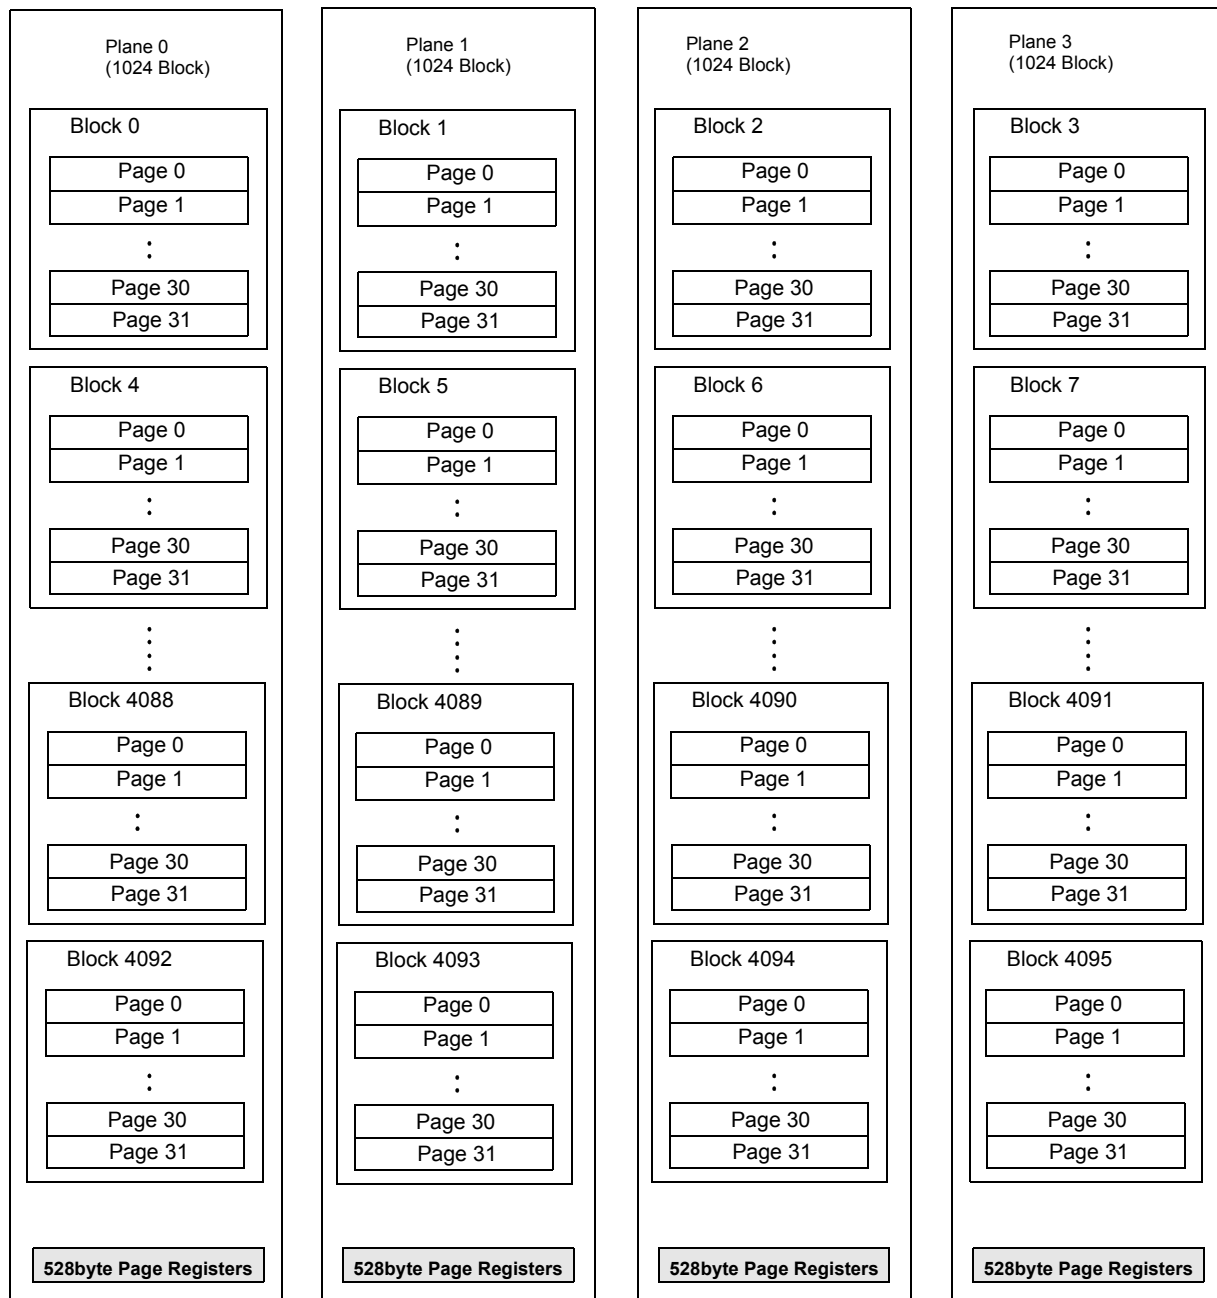 Plane 0
(1024 Block)
Block 0
Page 0
Page 1
Page 30
Page 31
Block 4
Page 0
Page 1
Page 30
Page 31
Block 4088
Page 0
Page 1
Page 30
Page 31
Block 4092
Page 0
Page 1
Page 30
Page 31
528byte Page Registers
Plane 1
(1024 Block)
Block 1
Page 0
Page 1
Page 30
Page 31
Block 5
Page 0
Page 1
Page 30
Page 31
Block 4089
Page 0
Page 1
Page 30
Page 31
Block 4093
Page 0
Page 1
Page 30
Page 31
528byte Page Registers
Plane 2
(1024 Block)
Block 2
Page 0
Page 1
Page 30
Page 31
Block 6
Page 0
Page 1
Page 30
Page 31
Block 4090
Page 0
Page 1
Page 30
Page 31
Block 4094
Page 0
Page 1
Page 30
Page 31
528byte Page Registers
Plane 3
(1024 Block)
Block 3
Page 0
Page 1
Page 30
Page 31
Block 7
Page 0
Page 1
Page 30
Page 31
Block 4091
Page 0
Page 1
Page 30
Page 31
Block 4095
Page 0
Page 1
Page 30
Page 31
528byte Page Registers